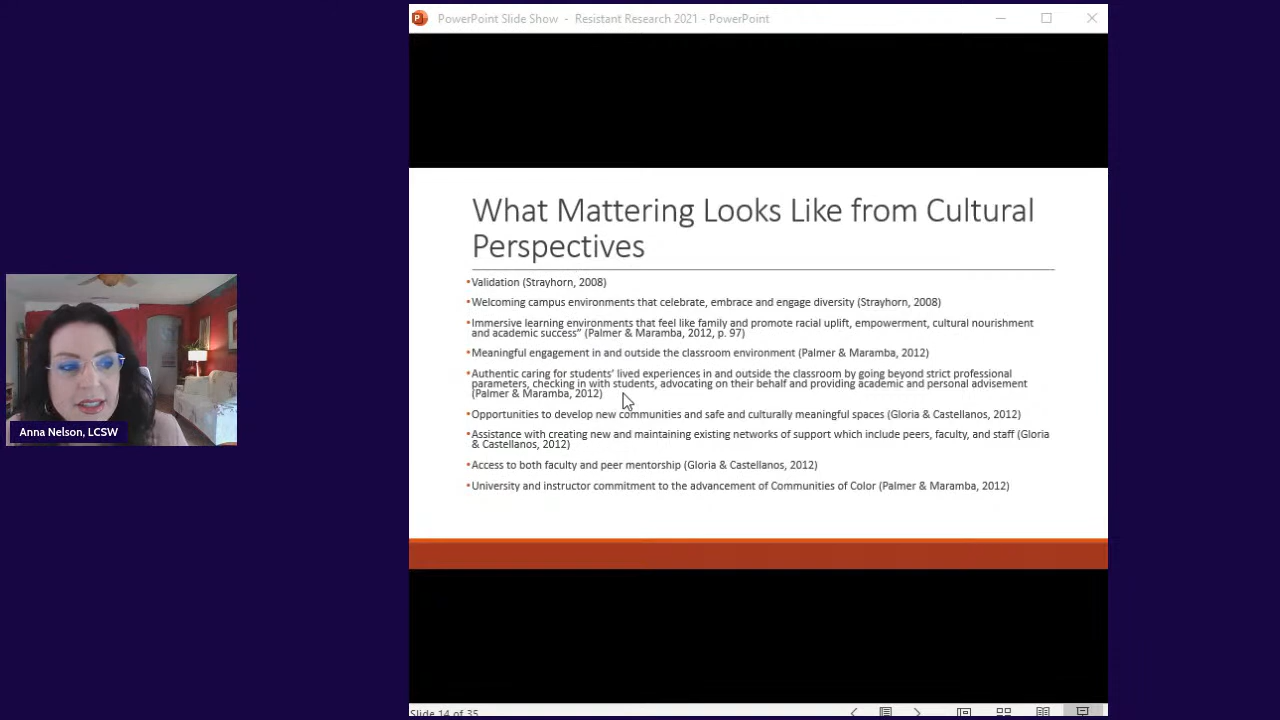 PowerPoint Slide Show - Resistant Research 2021 - PowerPoint
What Mattering Looks Like from Cultural
Perspectives
▪Validation (Strayhorn, 2008)
▪Welcoming campus environments that celebrate, embrace and engage diversity (Strayhorn, 2008)
▪Immersive learning environments that feel like family and promote racial uplift, empowerment, cultural nourishment
and academic success” (Palmer & Maramba, 2012, p. 97)
▪Meaningful engagement in and outside the classroom environment (Palmer & Maramba, 2012)
▪Authentic caring for students’ lived experiences in and outside the classroom by going beyond strict professional
parameters, checking in with students, advocating on their behalf and providing academic and personal advisement
(Palmer & Maramba, 2012)
▪Opportunities to develop new communities and safe and culturally meaningful spaces (Gloria & Castellanos, 2012)
▪Assistance with creating new and maintaining existing networks of support which include peers, faculty, and staff (Gloria
& Castellanos, 2012)
▪Access to both faculty and peer mentorship (Gloria & Castellanos, 2012)
▪University and instructor commitment to the advancement of Communities of Color (Palmer & Maramba, 2012)
Anna Nelson, LCSW
Slide 14 of 35